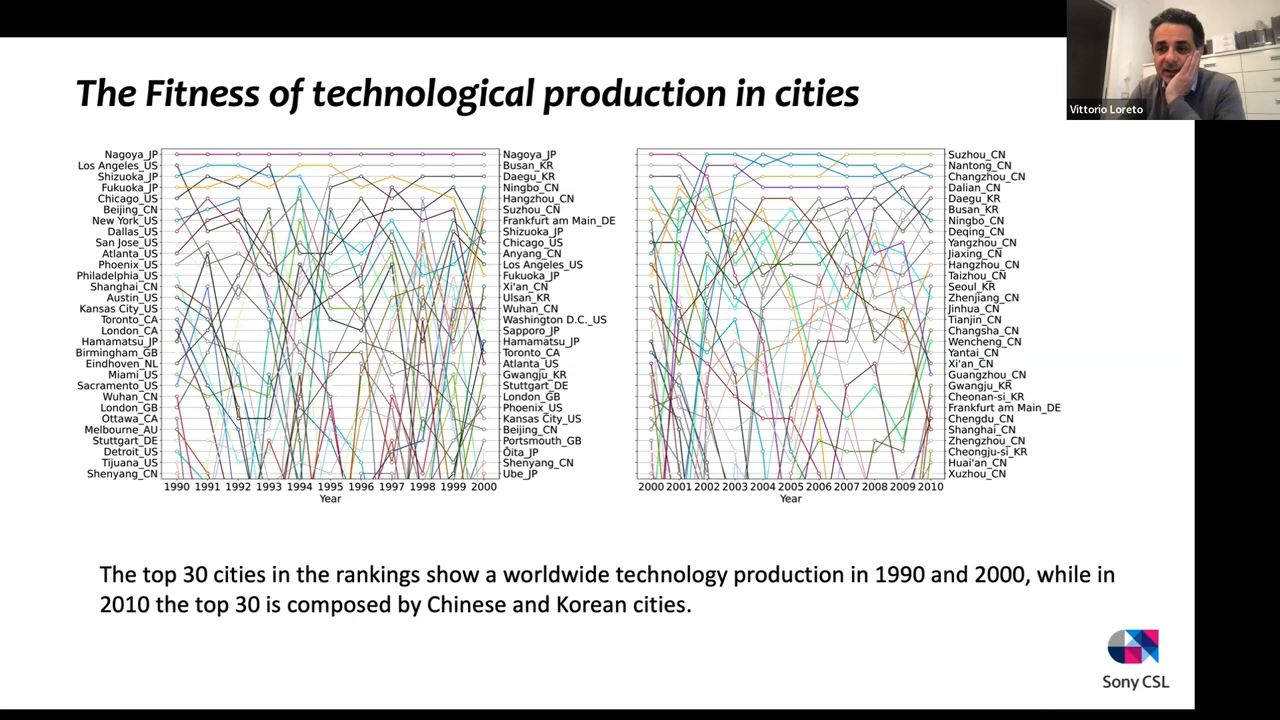 Vittorio Loreto
The Fitness of technological production in cities
Nagoya_JP
Los Angeles_US
Shizuoka_JP
Fukuoka_JP
Chicago_US
Beijing_CN
New York_US
Dallas_US
San Jose_US
Atlanta_US
Phoenix_US
Philadelphia_US
Shanghai_CN
Austin_US
Kansas City_US
Toronto_CA
London_CA
Hamamatsu_JP
Birmingham_GB
Eindhoven_NL
Miami_US
Sacramento_US
Wuhan_CN
London_GB
Ottawa_CA
Melbourne_AU
Stuttgart_DE
Detroit_US
Tijuana_US
Shenyang_CN
1990 1991 1992 1993 1994 1995 1996 1997 1998 1999 2000
Year
Nagoya_JP
Busan_KR
Daegu_KR
Ningbo_CN
Hangzhou_CN
Suzhou_CN
Frankfurt am Main_DE
Shizuoka_JP
Chicago_US
Anyang_CN
Los Angeles_US
Fukuoka_JP
Xi'an_CN
Ulsan_KR
Wuhan_CN
Washington D.C._US
Sapporo_JP
Hamamatsu_JP
Toronto_CA
Atlanta_US
Gwangju_KR
Stuttgart_DE
London_GB
Phoenix_US
Kansas City_US
Beijing_CN
Portsmouth_GB
Ōita_JP
Shenyang_CN
Ube_JP
2000 2001 2002 2003 2004 2005 2006 2007 2008 2009 2010
Year
Suzhou_CN
Nantong_CN
Changzhou_CN
Dalian_CN
Daegu_KR
Busan_KR
Ningbo_CN
Deqing_CN
Yangzhou_CN
Jiaxing_CN
Hangzhou_CN
Taizhou_CN
Seoul_KR
Zhenjiang_CN
Jinhua_CN
Tianjin_CN
Changsha_CN
Wencheng_CN
Yantai_CN
Xi'an_CN
Guangzhou_CN
Gwangju_KR
Cheonan-si_KR
Frankfurt am Main_DE
Chengdu_CN
Shanghai_CN
Zhengzhou_CN
Cheongju-si_KR
Huai'an_CN
Xuzhou_CN
The top 30 cities in the rankings show a worldwide technology production in 1990 and 2000, while in
2010 the top 30 is composed by Chinese and Korean cities.
Sony CSL